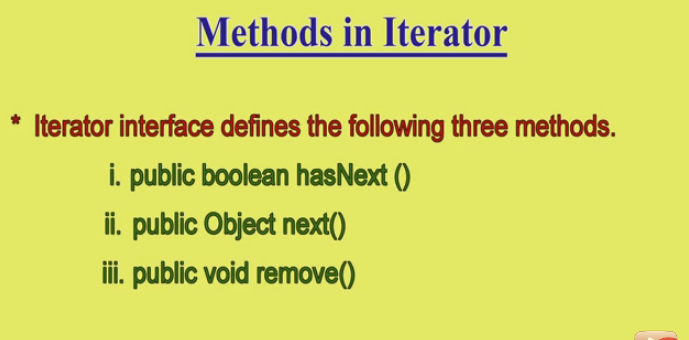 Methods in Iterator
* Iterator interface defines the following three methods.
i. public boolean hasNext ()
ii. public Object next()
iii. public void remove()